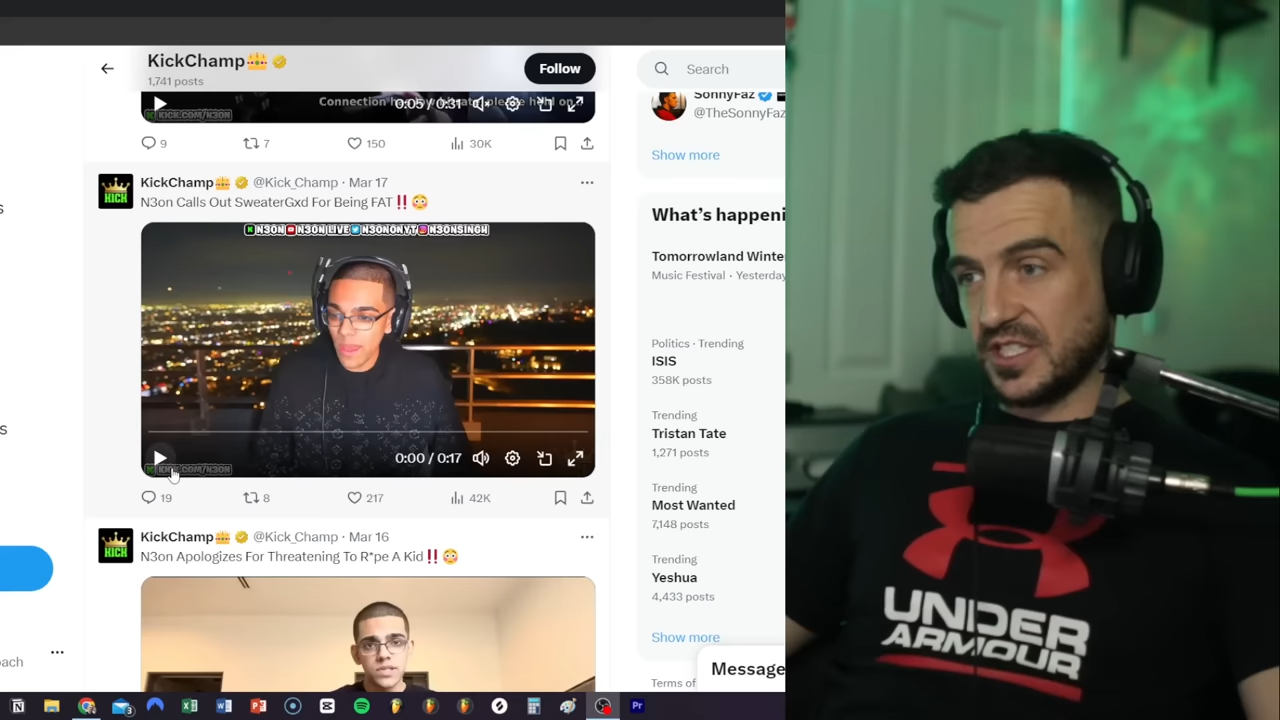 KickChamp
1,741 posts
Follow
Search
0:05 / 0:31
KICK.COM/N3ON
9
7
150
30K
SonnyFaz
@TheSonnyFaz
Show more
KICK
KickChamp @Kick_Champ · Mar 17
N3on Calls Out SweaterGxd For Being FAT ‼️😳
N3ON N3ON LIVE N3ONONYT N3ONSINGH
0:00 / 0:17
KICK.COM/N3ON
19
8
217
42K
What's happeni
Tomorrowland Winte
Music Festival · Yesterday
Politics · Trending
ISIS
358K posts
Trending
Tristan Tate
1,271 posts
Trending
Most Wanted
7,148 posts
Trending
Yeshua
4,433 posts
Show more
Terms of
Message
KICK
KickChamp @Kick_Champ · Mar 16
N3on Apologizes For Threatening To R*pe A Kid ‼️😳
s
s
oach
UNDER
ARMOUR